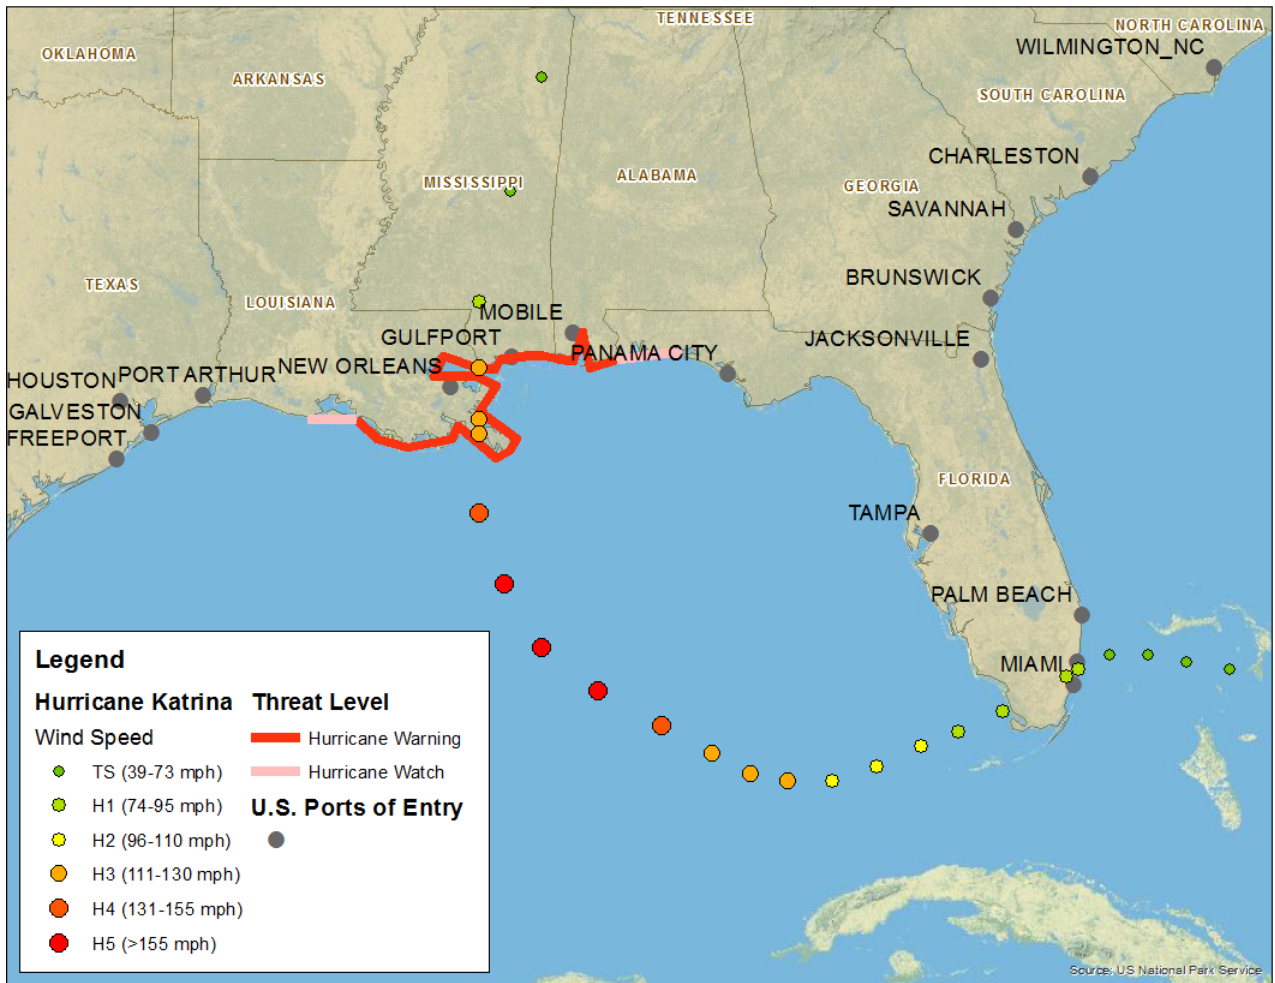 TENNESSEE
NORTH CAROLINA
OKLAHOMA
WILMINGTON_NC
ARKANSAS
SOUTH CAROLINA
CHARLESTON
MISSISSIPPI
ALABAMA
GEORGIA
SAVANNAH
TEXAS
BRUNSWICK
LOUISIANA
MOBILE
GULFPORT
JACKSONVILLE
PANAMA CITY
NEW ORLEANS
HOUSTON
PORT ARTHUR
GALVESTON
FREEPORT
FLORIDA
TAMPA
PALM BEACH
MIAMI
Legend
Hurricane Katrina
Wind Speed
TS (39-73 mph)
H1 (74-95 mph)
H2 (96-110 mph)
H3 (111-130 mph)
H4 (131-155 mph)
H5 (>155 mph)
Threat Level
Hurricane Warning
Hurricane Watch
U.S. Ports of Entry
Source: US National Park Service